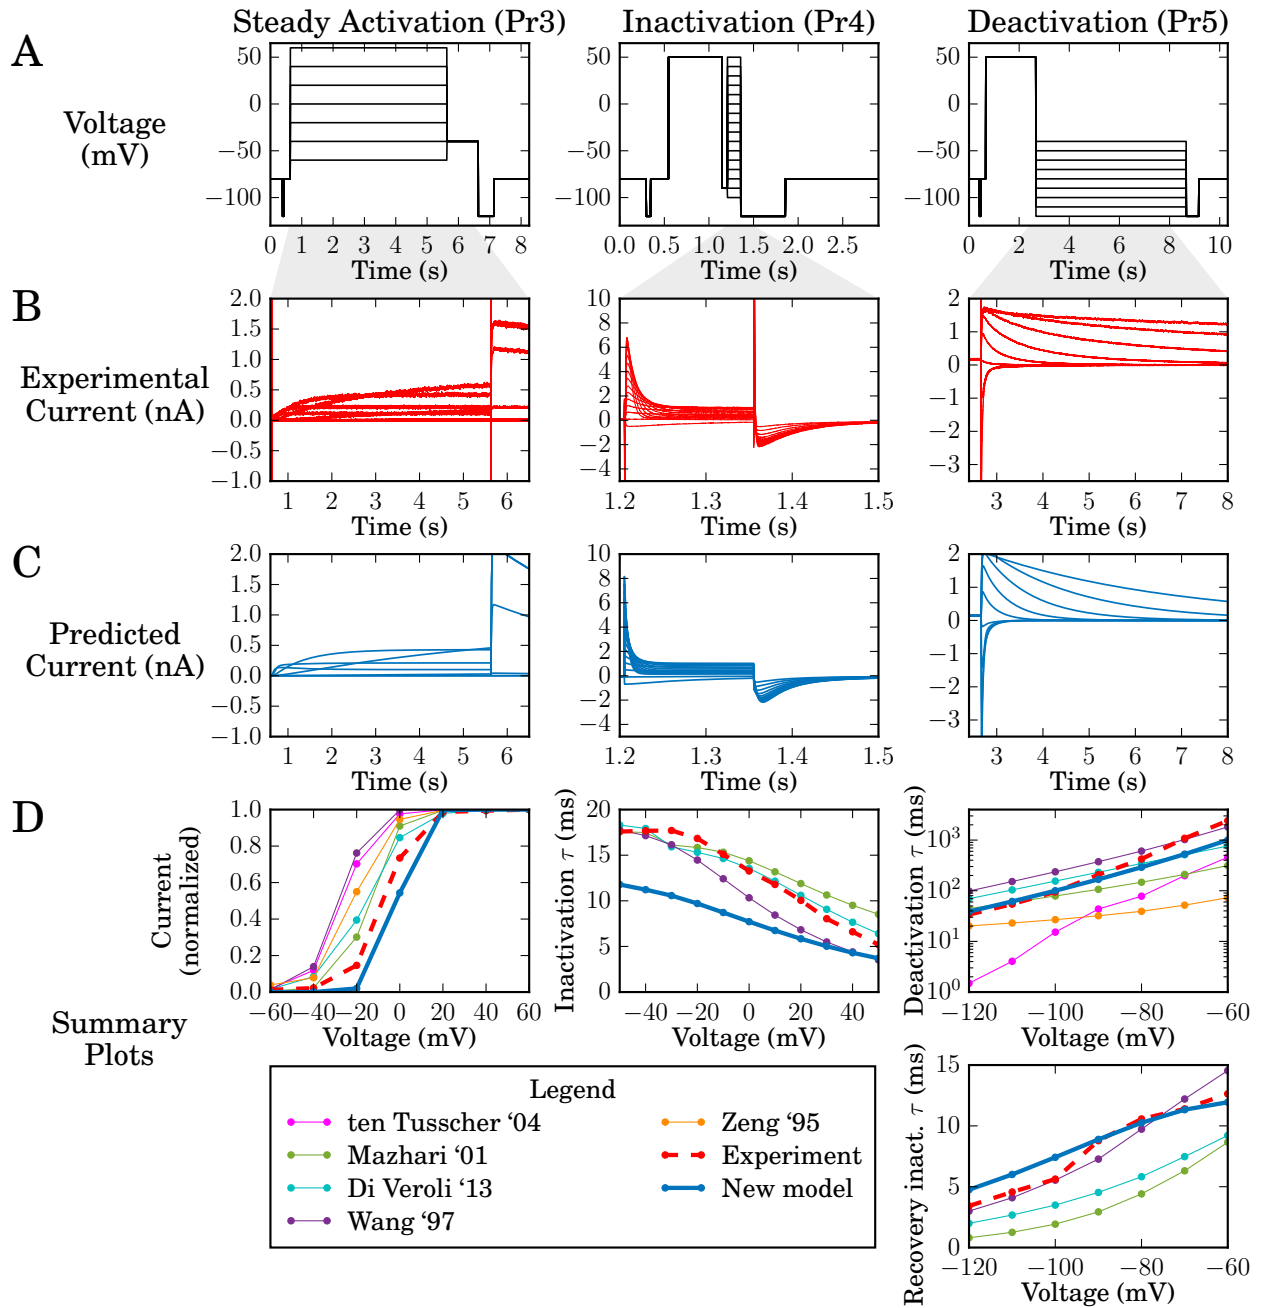 Steady Activation (Pr3) Inactivation (Pr4) Deactivation (Pr5)
A
Voltage
(mV)
50
0
−50
−100
0 1 2 3 4 5 6 7 8
Time (s)
50
0
−50
−100
0.0 0.5 1.0 1.5 2.0 2.5
Time (s)
50
0
−50
−100
0 2 4 6 8 10
Time (s)
B
Experimental
Current (nA)
2.0
1.5
1.0
0.5
0.0
−0.5
−1.0
1 2 3 4 5 6
Time (s)
10
8
6
4
2
0
−2
−4
1.2 1.3 1.4 1.5
Time (s)
2
1
0
−1
−2
−3
3 4 5 6 7 8
Time (s)
C
Predicted
Current (nA)
2.0
1.5
1.0
0.5
0.0
−0.5
−1.0
1 2 3 4 5 6
Time (s)
10
8
6
4
2
0
−2
−4
1.2 1.3 1.4 1.5
Time (s)
2
1
0
−1
−2
−3
3 4 5 6 7 8
Time (s)
D
Summary
Plots
Current
(normalized)
1.0
0.8
0.6
0.4
0.2
0.0
−60 −40 −20 0 20 40 60
Voltage (mV)
Inactivation τ (ms)
20
15
10
5
0
−40 −20 0 20 40
Voltage (mV)
Deactivation τ (ms)
10³
10²
10¹
10⁰
−120 −100 −80 −60
Voltage (mV)
Recovery inact. τ (ms)
15
10
5
0
−120 −100 −80 −60
Voltage (mV)
Legend
ten Tusscher ‘04
Mazhari ‘01
Di Veroli ‘13
Wang ‘97
Zeng ‘95
Experiment
New model